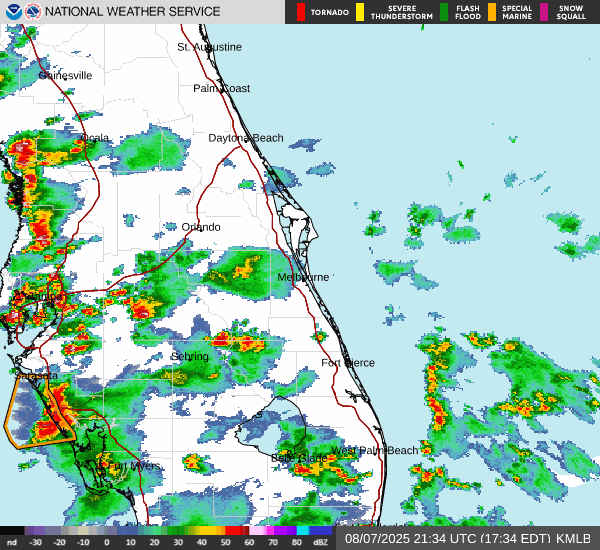 NATIONAL WEATHER SERVICE
TORNADO
SEVERE THUNDERSTORM
FLASH FLOOD
SPECIAL MARINE
SNOW SQUALL
St. Augustine
Gainesville
Palm Coast
Ocala
Daytona Beach
Orlando
Melbourne
Sebring
Fort Pierce
Sarasota
West Palm Beach
Belle Glade
Fort Myers
nd -30 -20 -10 0 10 20 30 40 50 60 70 80 dBZ
08/07/2025 21:34 UTC (17:34 EDT) KMLB